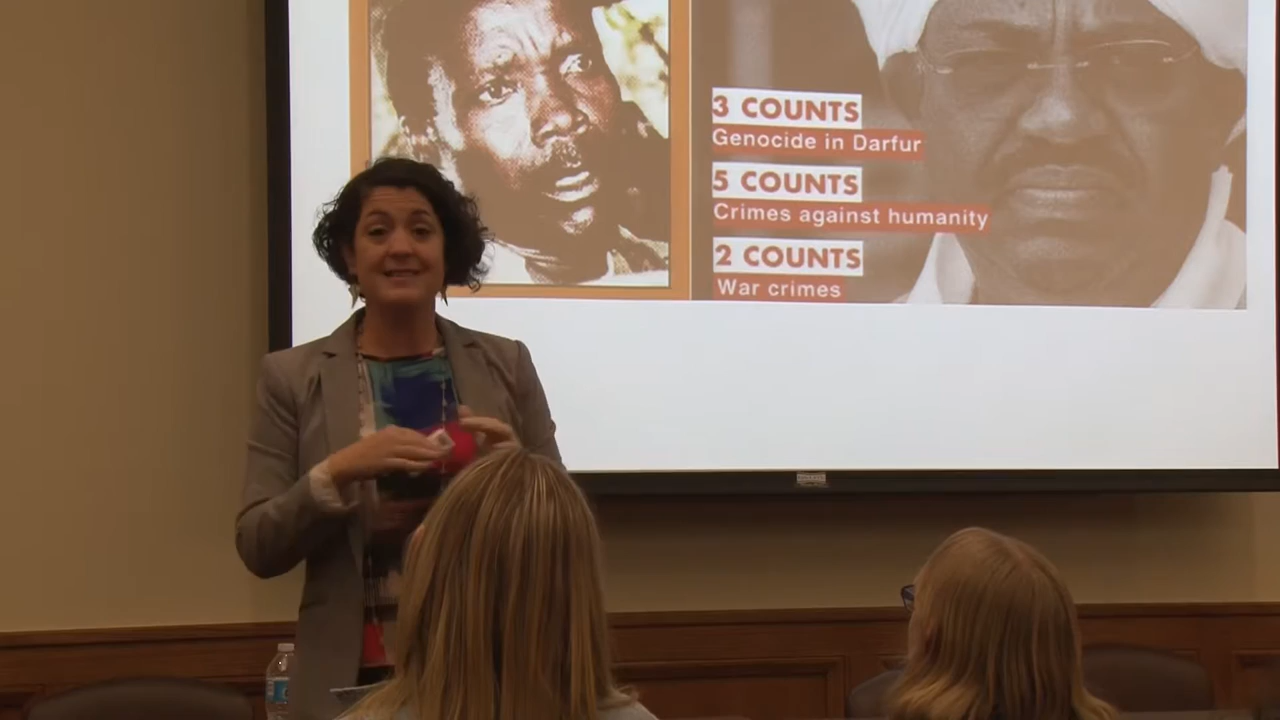 3 COUNTS
Genocide in Darfur
5 COUNTS
Crimes against humanity
2 COUNTS
War crimes